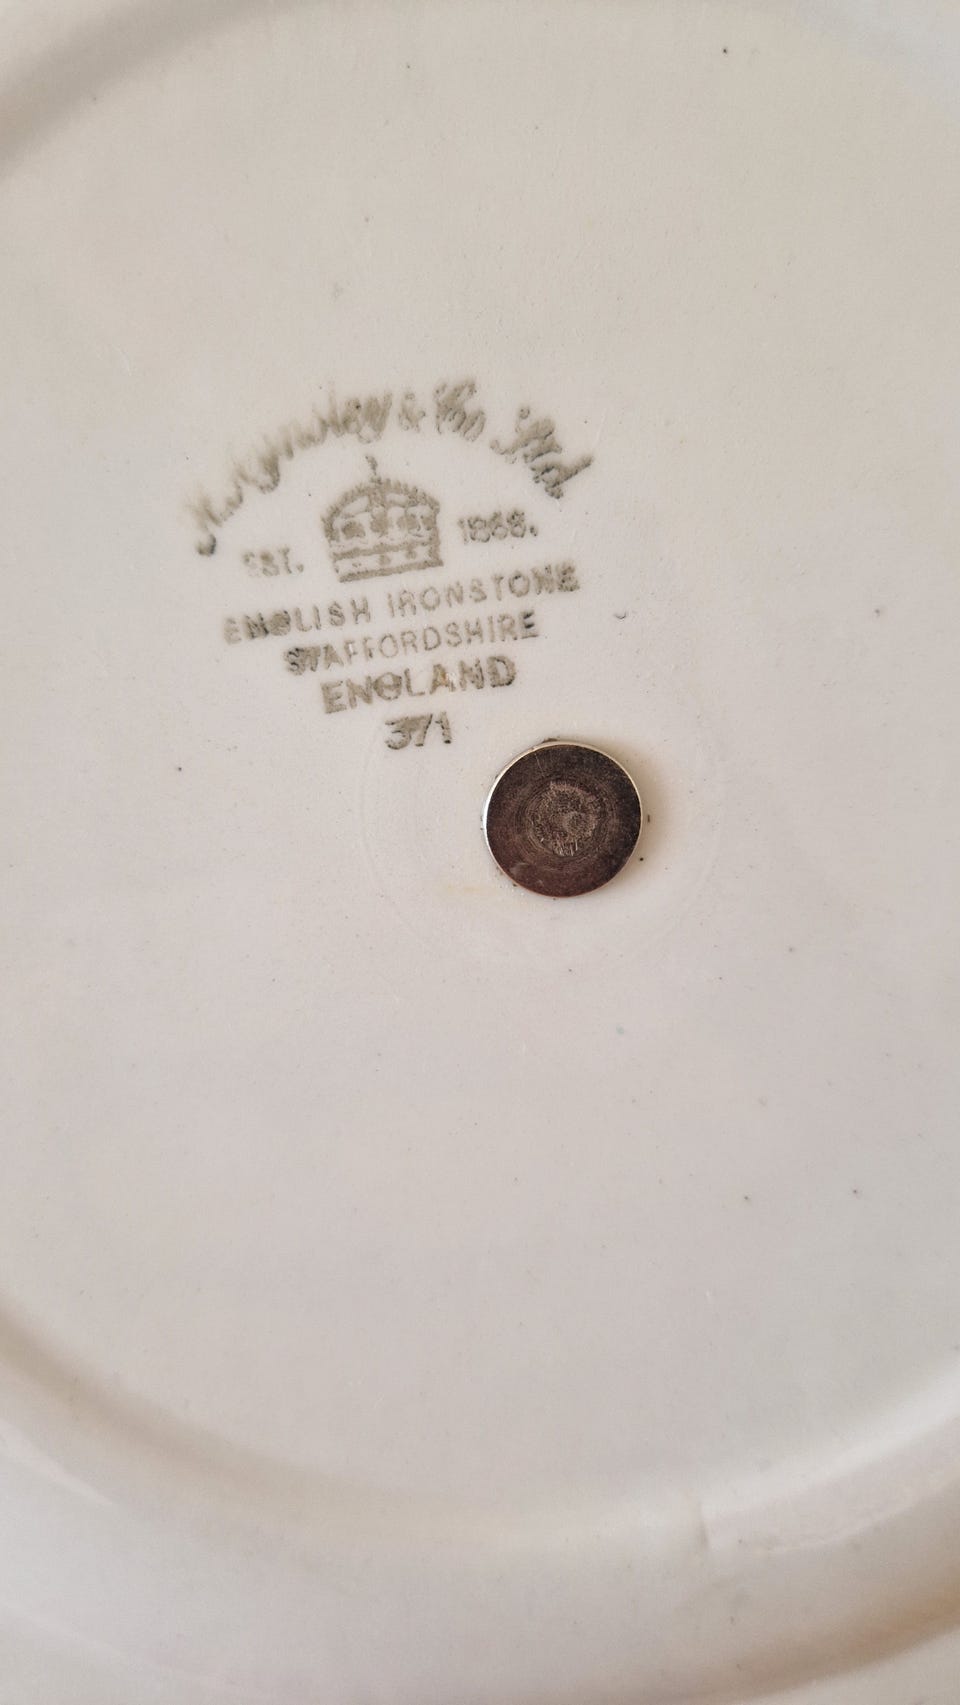 H. Aynsley & Co. Ltd.
EST. 1868.
ENGLISH IRONSTONE
STAFFORDSHIRE
ENGLAND
371